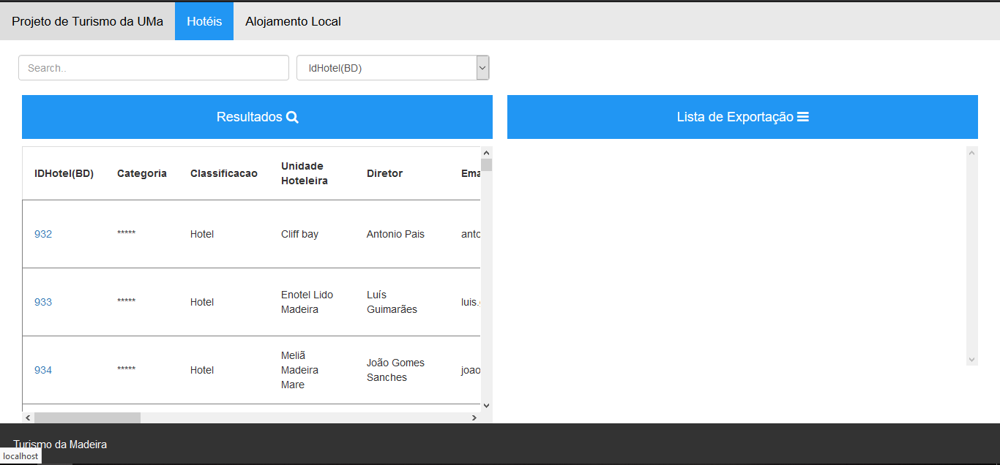 Projeto de Turismo da UMa Hotéis Alojamento Local
Search.. IdHotel(BD)
Resultados Lista de Exportação
IDHotel(BD) Categoria Classificacao Unidade Hoteleira Diretor Ema
932 ***** Hotel Cliff bay Antonio Pais anto
933 ***** Hotel Enotel Lido Madeira Luís Guimarães luis.
934 ***** Hotel Meliã Madeira Mare João Gomes Sanches joao
Turismo da Madeira
localhost